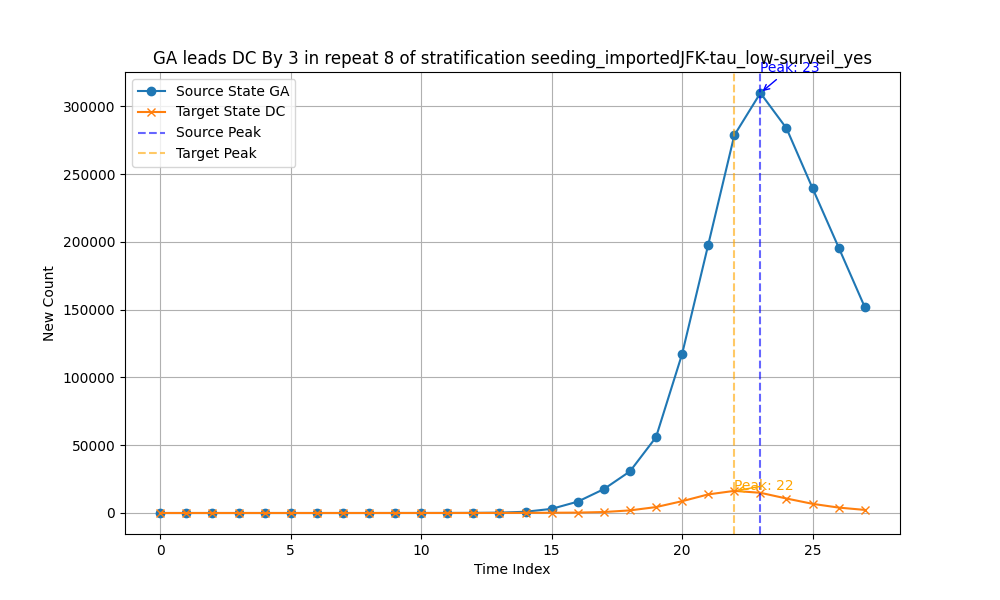 GA leads DC By 3 in repeat 8 of stratification seeding_importedJFK-tau_low-surveil_yes
Peak: 23
Source State GA
Target State DC
Source Peak
Target Peak
300000
250000
200000
150000
100000
50000
0
New Count
Peak: 22
0 5 10 15 20 25
Time Index